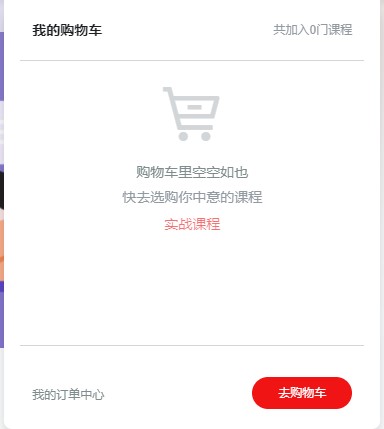 我的购物车
共加入0门课程
购物车里空空如也
快去选购你中意的课程
实战课程
我的订单中心
去购物车